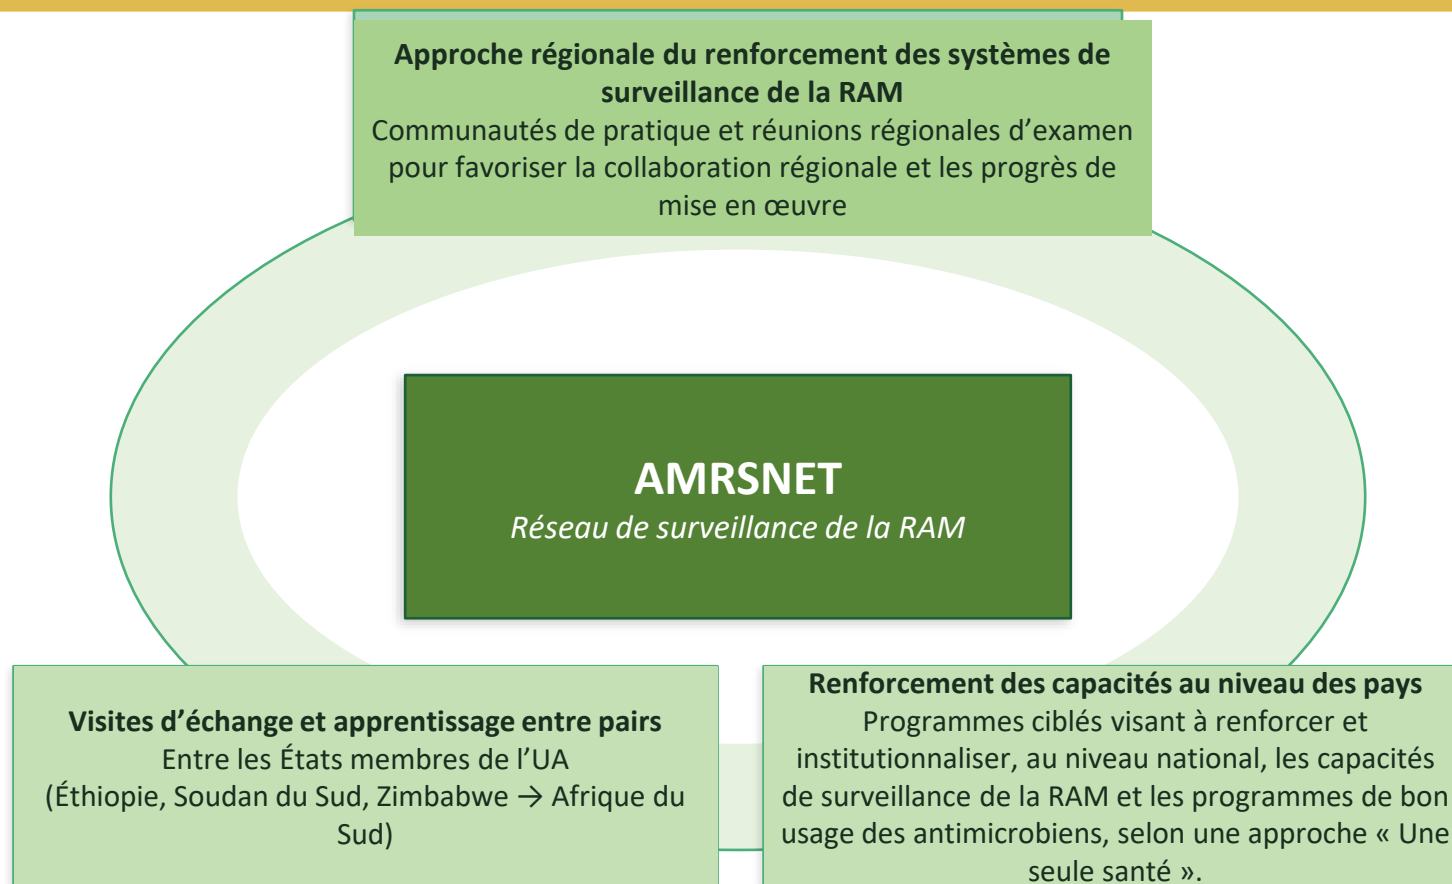 Approche régionale du renforcement des systèmes de
surveillance de la RAM
Communautés de pratique et réunions régionales d’examen
pour favoriser la collaboration régionale et les progrès de
mise en œuvre
AMRSNET
Réseau de surveillance de la RAM
Visites d’échange et apprentissage entre pairs
Entre les États membres de l’UA
(Éthiopie, Soudan du Sud, Zimbabwe → Afrique du
Sud)
Renforcement des capacités au niveau des pays
Programmes ciblés visant à renforcer et
institutionnaliser, au niveau national, les capacités
de surveillance de la RAM et les programmes de bon
usage des antimicrobiens, selon une approche « Une
seule santé ».